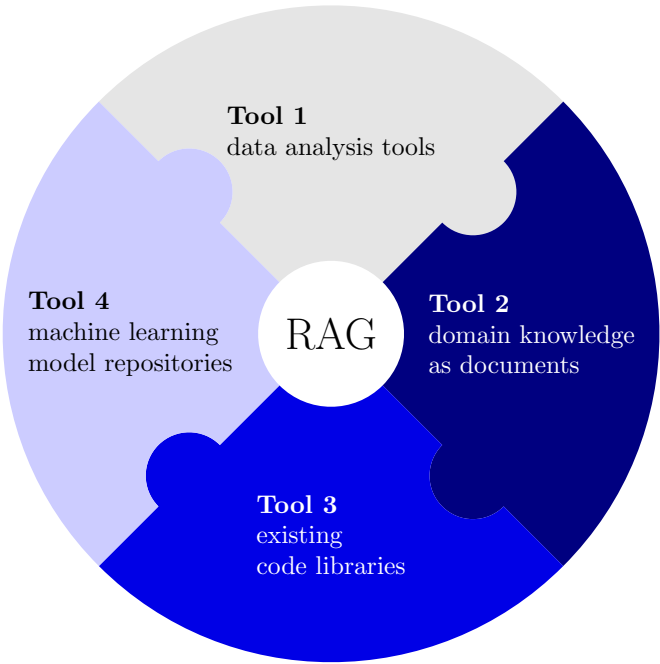 Tool 1
data analysis tools
Tool 4
machine learning
model repositories
RAG
Tool 2
domain knowledge
as documents
Tool 3
existing
code libraries